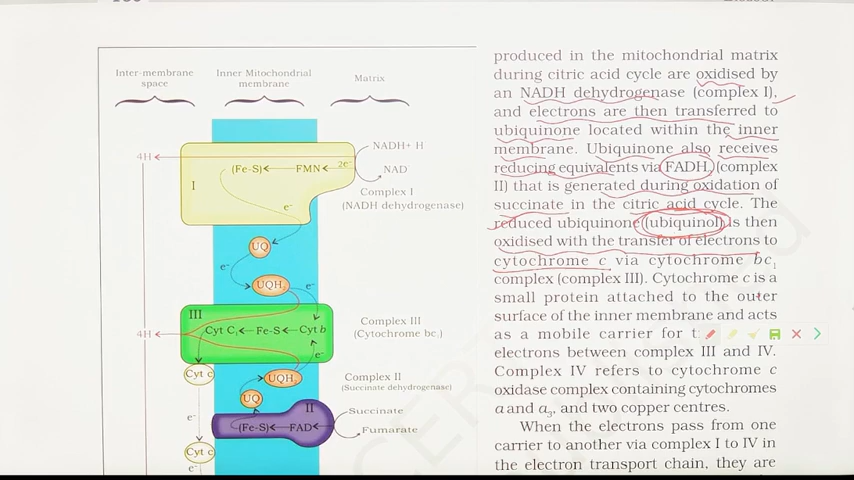 Inter-membrane
space
Inner Mitochondrial
membrane
Matrix
4H
NADH+ H
2e
(Fe-S)
FMN
NAD
I
Complex I
(NADH dehydrogenase)
e-
UQ
e-
UQH2
e-
III
4H
Cyt C1
Fe-S
Cyt b
Complex III
(Cytochrome bc1)
Cyt c
e-
UQH2
Complex II
(Succinate dehydrogenase)
UQ
II
Succinate
e-
(Fe-S)
FAD
Fumarate
Cyt c
e-
produced in the mitochondrial matrix
during citric acid cycle are oxidised by
an NADH dehydrogenase (complex I),
and electrons are then transferred to
ubiquinone located within the inner
membrane. Ubiquinone also receives
reducing equivalents via FADH2 (complex
II) that is generated during oxidation of
succinate in the citric acid cycle. The
reduced ubiquinone (ubiquinol) is then
oxidised with the transfer of electrons to
cytochrome c via cytochrome bc1
complex (complex III). Cytochrome c is a
small protein attached to the outer
surface of the inner membrane and acts
as a mobile carrier for t
electrons between complex III and IV.
Complex IV refers to cytochrome c
oxidase complex containing cytochromes
a and a3, and two copper centres.
When the electrons pass from one
carrier to another via complex I to IV in
the electron transport chain, they are